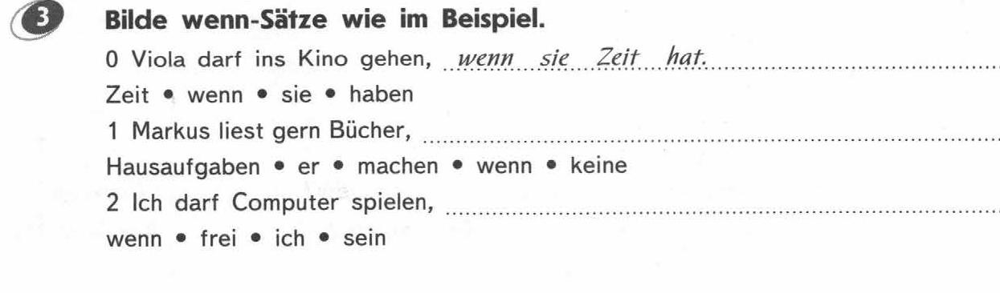 3 Bilde wenn-Sätze wie im Beispiel.
0 Viola darf ins Kino gehen, wenn sie Zeit hat.
Zeit • wenn • sie • haben
1 Markus liest gern Bücher,
Hausaufgaben • er • machen • wenn • keine
2 Ich darf Computer spielen,
wenn • frei • ich • sein